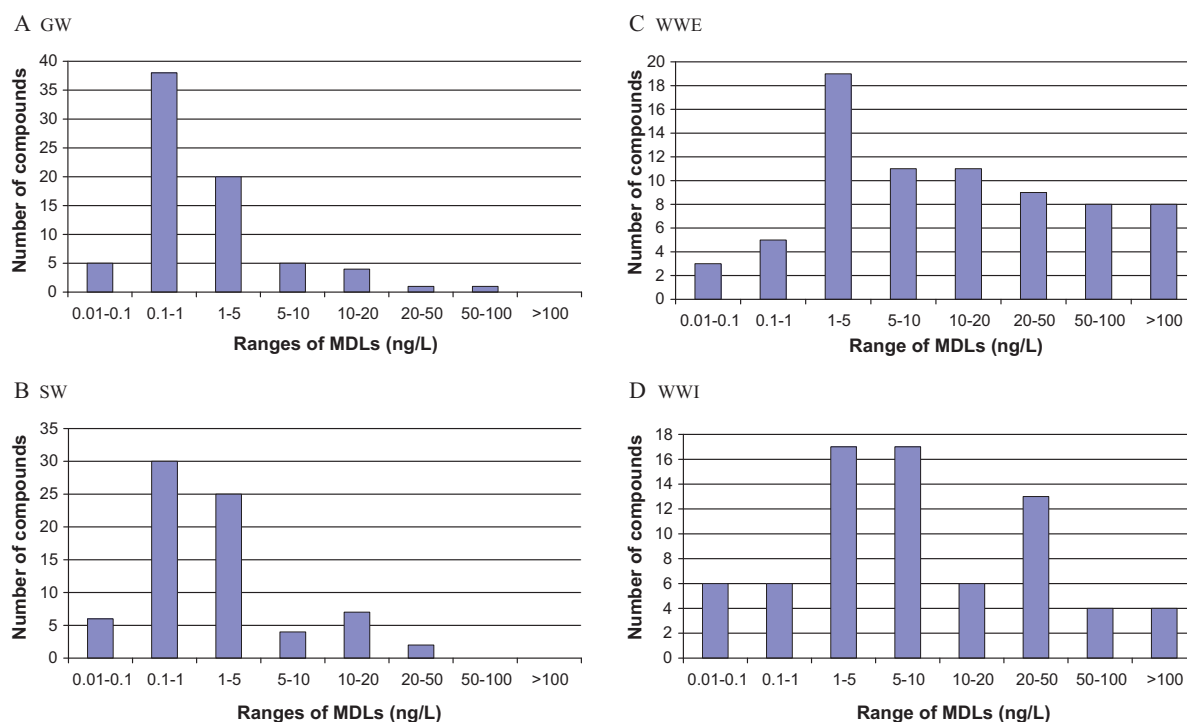 A GW
Number of compounds
40
35
30
25
20
15
10
5
0
0.01-0.1 0.1-1 1-5 5-10 10-20 20-50 50-100 >100
Ranges of MDLs (ng/L)
B SW
Number of compounds
35
30
25
20
15
10
5
0
0.01-0.1 0.1-1 1-5 5-10 10-20 20-50 50-100 >100
Ranges of MDLs (ng/L)
C WWE
Number of compounds
20
18
16
14
12
10
8
6
4
2
0
0.01-0.1 0.1-1 1-5 5-10 10-20 20-50 50-100 >100
Range of MDLs (ng/L)
D WWI
Number of compounds
18
16
14
12
10
8
6
4
2
0
0.01-0.1 0.1-1 1-5 5-10 10-20 20-50 50-100 >100
Range of MDLs (ng/L)